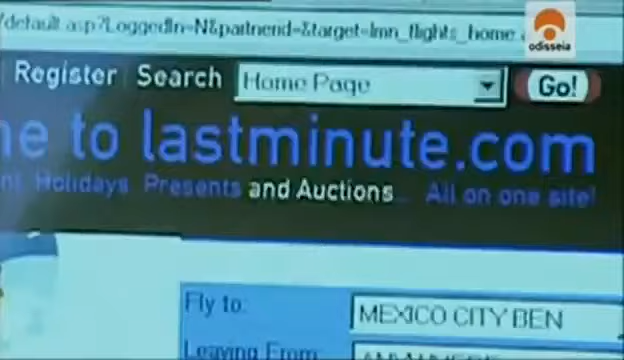 /default.asp?LoggedIn=N&partnerid=&target=lmn_flights_home.
odisseia
Register Search Home Page Go!
me to lastminute.com
Holidays Presents and Auctions... All on one site!
Fly to: MEXICO CITY BEN
Leaving From